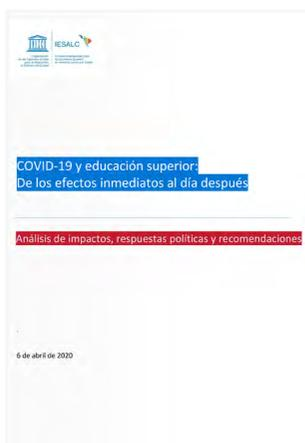 IESALC
COVID-19 y educación superior:
De los efectos inmediatos al día después
Análisis de impactos, respuestas políticas y recomendaciones
6 de abril de 2020